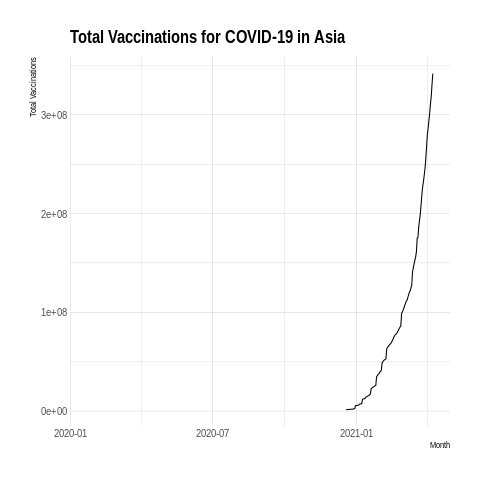 Total Vaccinations for COVID-19 in Asia
Total Vaccinations
3e+08
2e+08
1e+08
0e+00
2020-01
2020-07
2021-01
Month